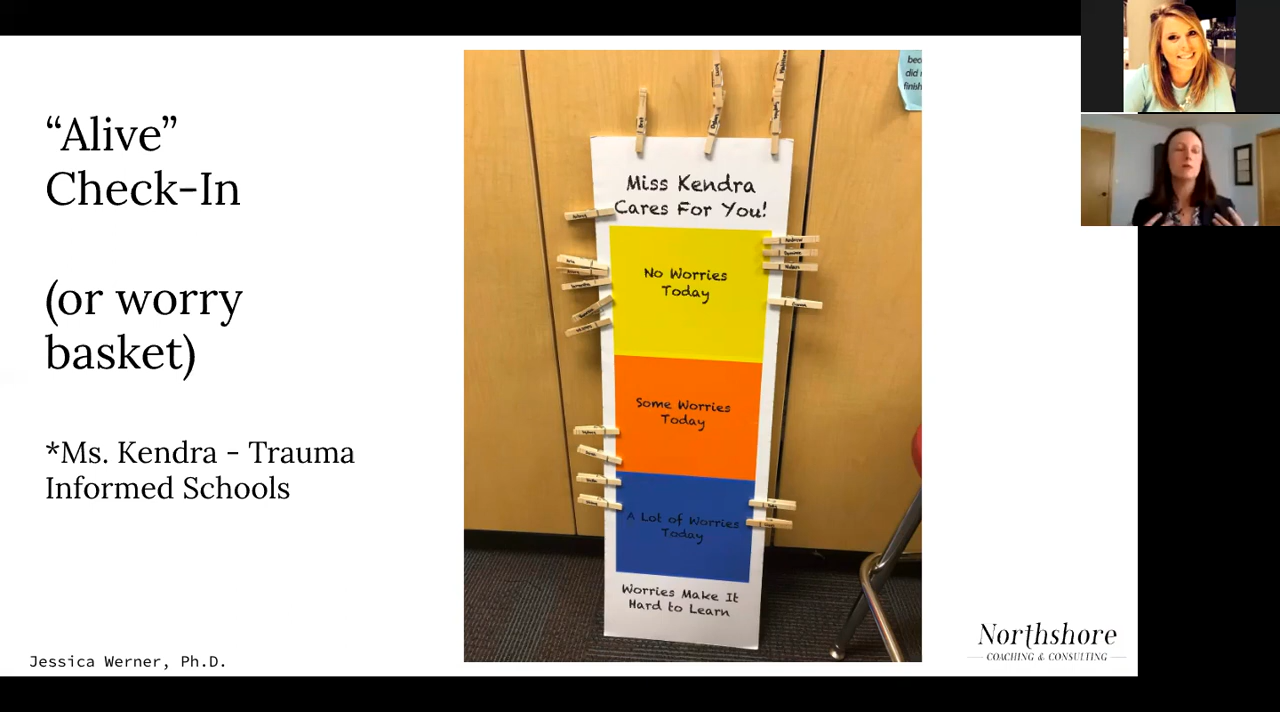 “Alive”
Check-In
(or worry
basket)
*Ms. Kendra - Trauma
Informed Schools
Jessica Werner, Ph.D.
Miss Kendra
Cares For You!
No Worries
Today
Some Worries
Today
A Lot of Worries
Today
Worries Make It
Hard to Learn
did
finish
Northshore
COACHING & CONSULTING